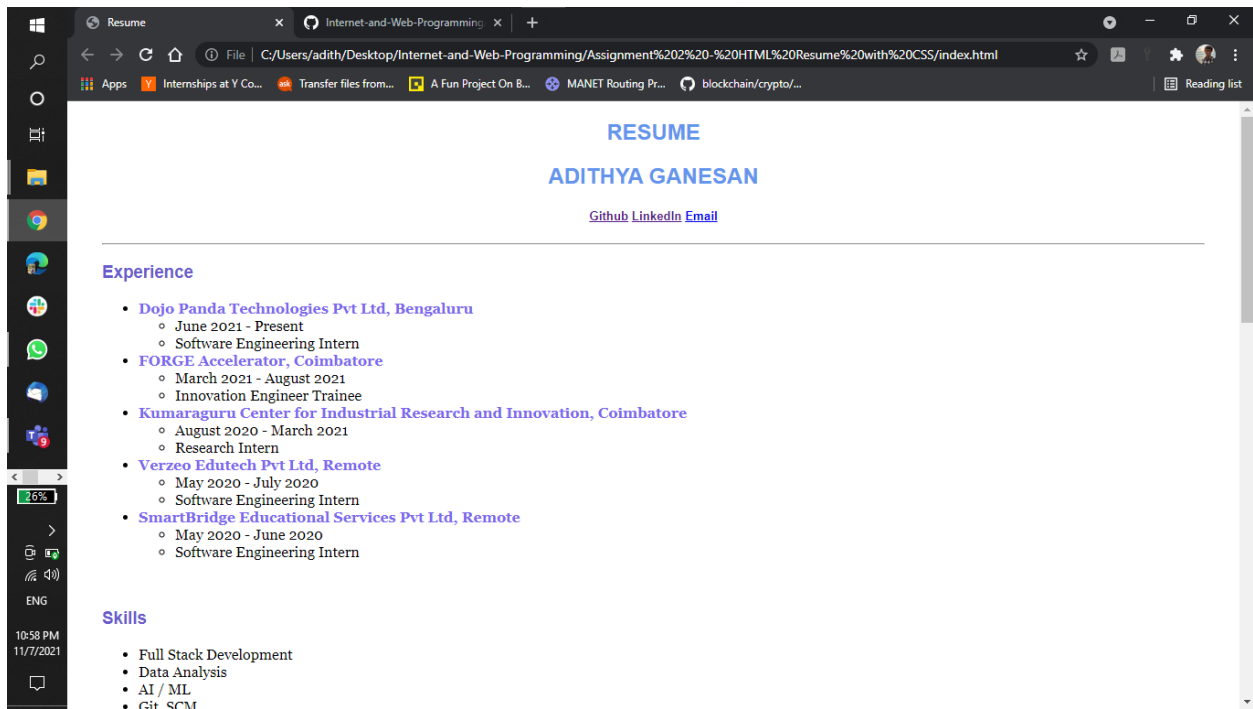 Resume
Internet-and-Web-Programming
File
C:/Users/adith/Desktop/Internet-and-Web-Programming/Assignment%202%20-%20HTML%20Resume%20with%20CSS/index.html
Apps
Internships at Y Co...
Transfer files from...
A Fun Project On B...
MANET Routing Pr...
blockchain/crypto/...
Reading list
RESUME
ADITHYA GANESAN
Github LinkedIn Email
Experience
Dojo Panda Technologies Pvt Ltd, Bengaluru
June 2021 - Present
Software Engineering Intern
FORGE Accelerator, Coimbatore
March 2021 - August 2021
Innovation Engineer Trainee
Kumaraguru Center for Industrial Research and Innovation, Coimbatore
August 2020 - March 2021
Research Intern
Verzeo Edutech Pvt Ltd, Remote
May 2020 - July 2020
Software Engineering Intern
SmartBridge Educational Services Pvt Ltd, Remote
May 2020 - June 2020
Software Engineering Intern
Skills
Full Stack Development
Data Analysis
AI / ML
Git, SCM
26%
ENG
10:58 PM
11/7/2021